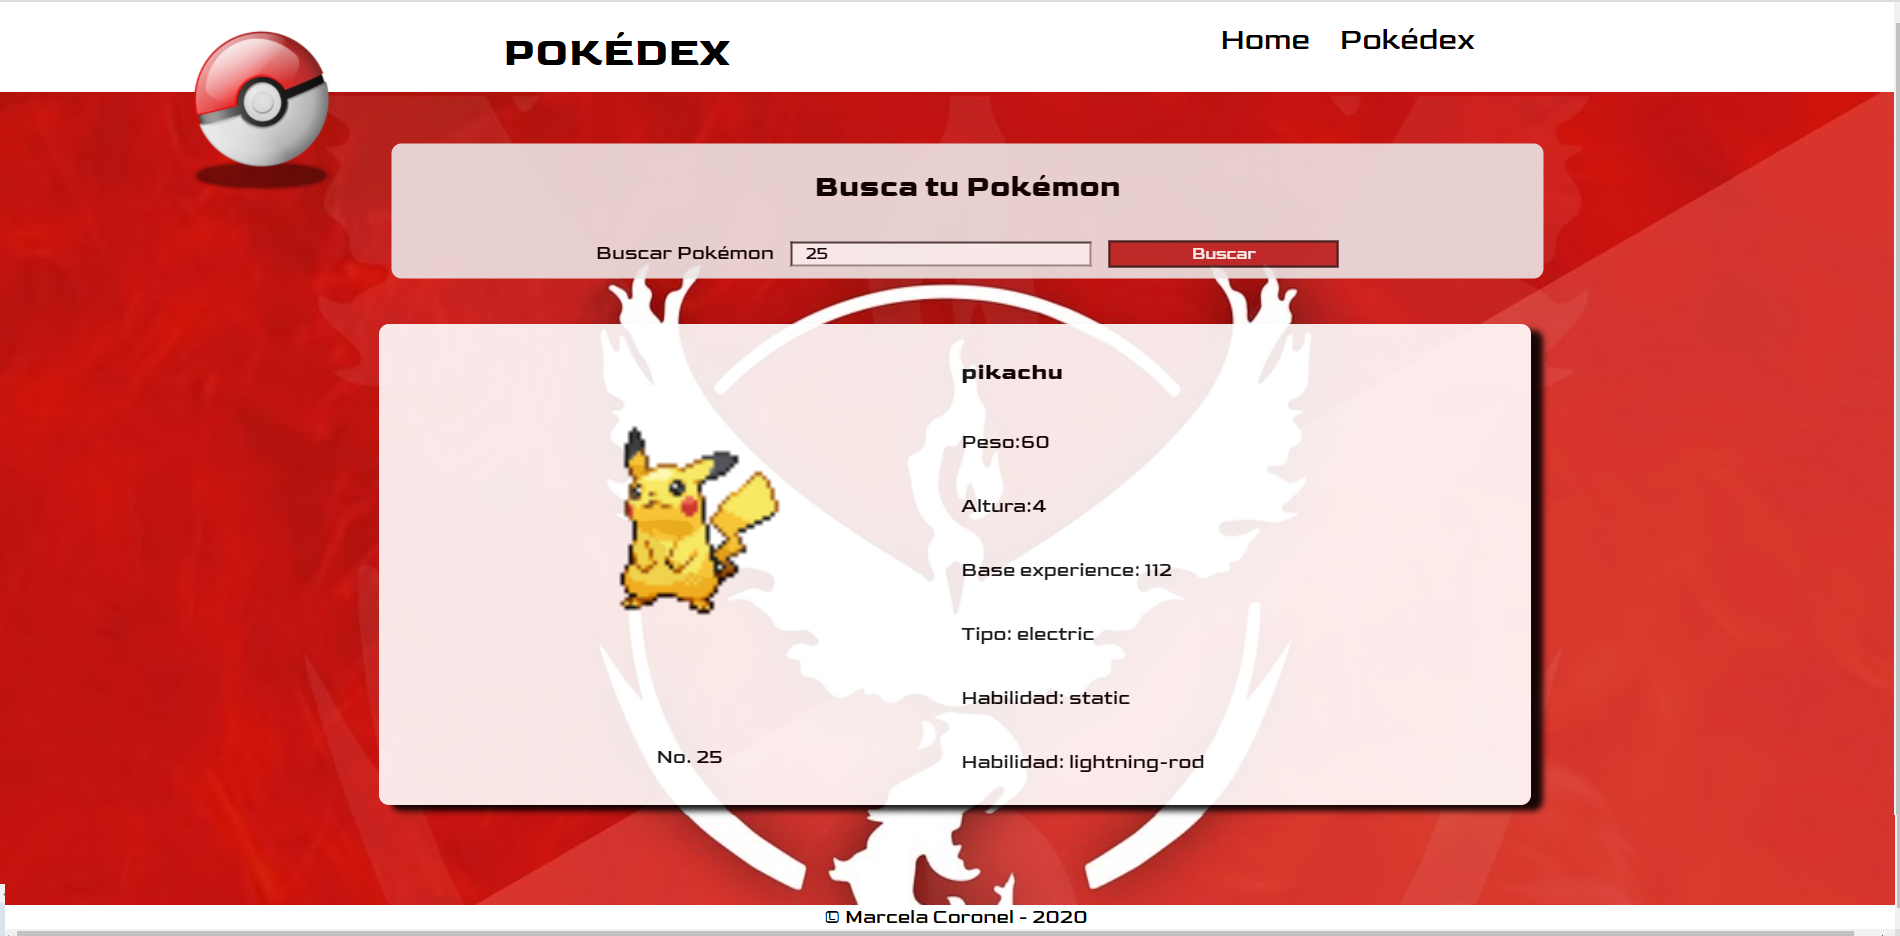 POKÉDEX
Home Pokédex
Busca tu Pokémon
Buscar Pokémon 25 Buscar
pikachu
Peso:60
Altura:4
Base experience: 112
Tipo: electric
Habilidad: static
Habilidad: lightning-rod
No. 25
© Marcela Coronel - 2020